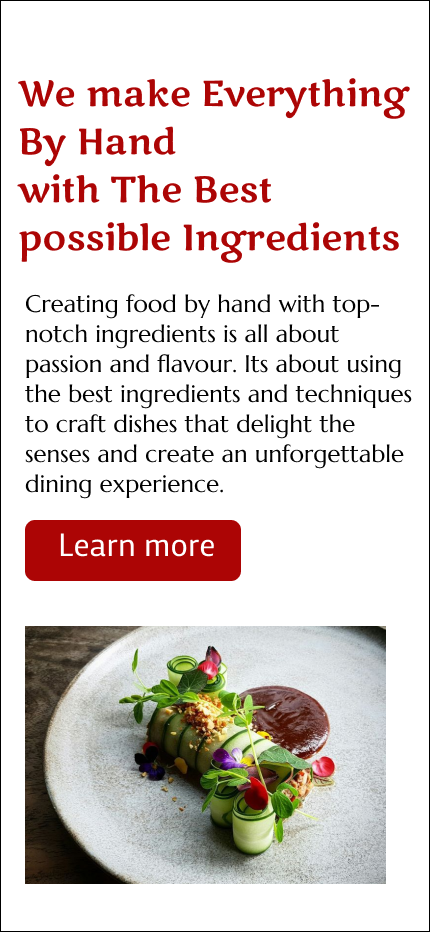 We make Everything
By Hand
with The Best
possible Ingredients
Creating food by hand with top-
notch ingredients is all about
passion and flavour. Its about using
the best ingredients and techniques
to craft dishes that delight the
senses and create an unforgettable
dining experience.
Learn more